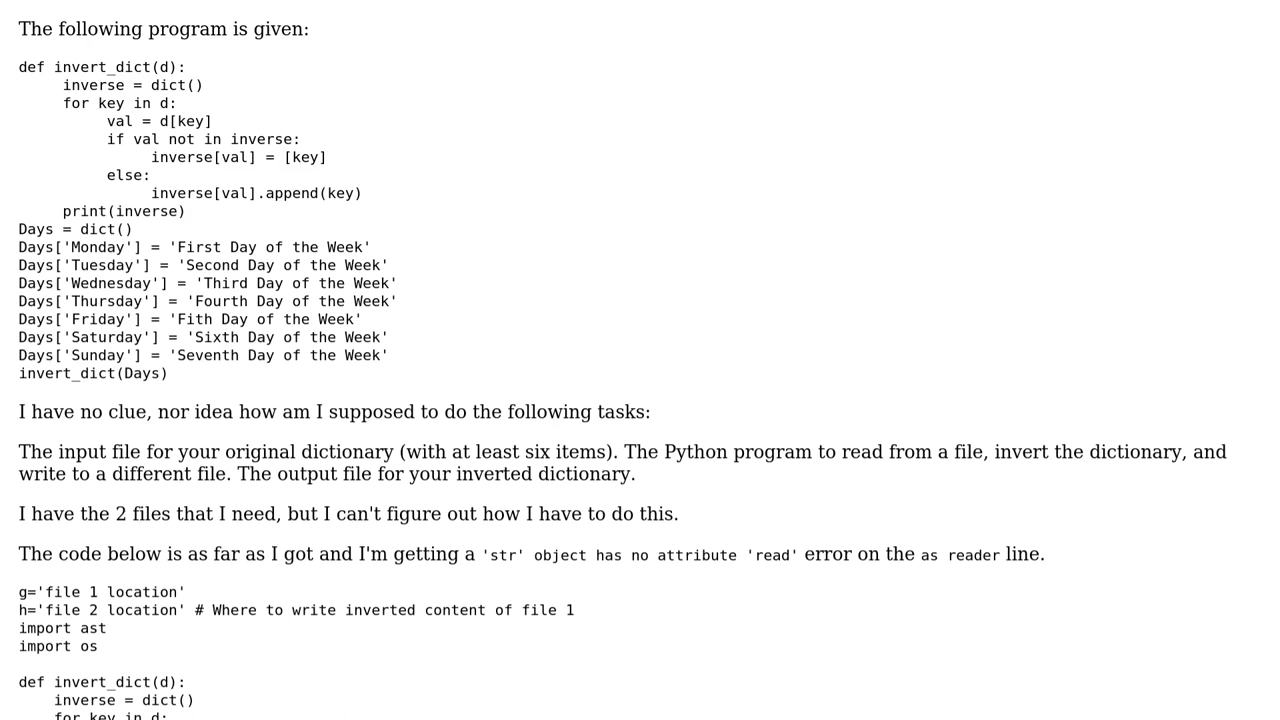 The following program is given:
def invert_dict(d):
     inverse = dict()
     for key in d:
          val = d[key]
          if val not in inverse:
               inverse[val] = [key]
          else:
               inverse[val].append(key)
     print(inverse)
Days = dict()
Days['Monday'] = 'First Day of the Week'
Days['Tuesday'] = 'Second Day of the Week'
Days['Wednesday'] = 'Third Day of the Week'
Days['Thursday'] = 'Fourth Day of the Week'
Days['Friday'] = 'Fith Day of the Week'
Days['Saturday'] = 'Sixth Day of the Week'
Days['Sunday'] = 'Seventh Day of the Week'
invert_dict(Days)
I have no clue, nor idea how am I supposed to do the following tasks:
The input file for your original dictionary (with at least six items). The Python program to read from a file, invert the dictionary, and
write to a different file. The output file for your inverted dictionary.
I have the 2 files that I need, but I can't figure out how I have to do this.
The code below is as far as I got and I'm getting a 'str' object has no attribute 'read' error on the as reader line.
g='file 1 location'
h='file 2 location' # Where to write inverted content of file 1
import ast
import os
def invert_dict(d):
    inverse = dict()
    for key in d: